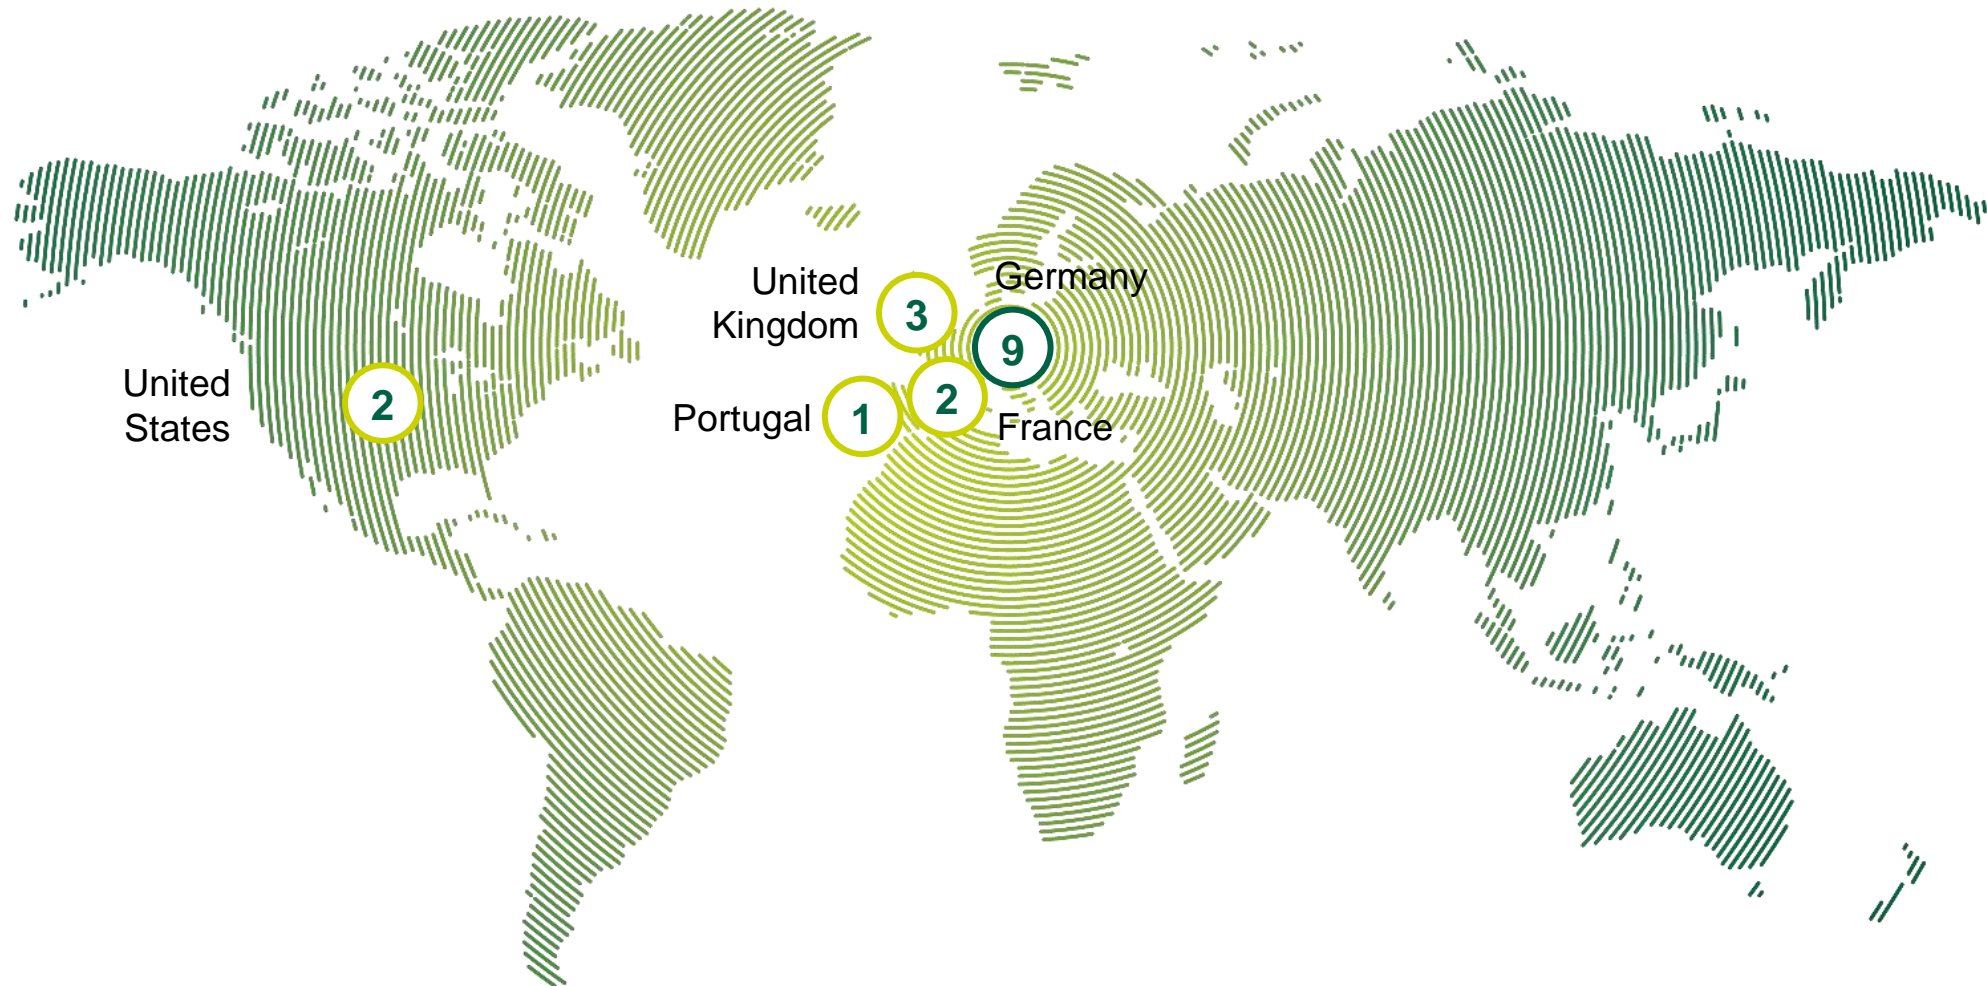 United
Kingdom
3
Germany
9
United
States
2
Portugal
1
2
France